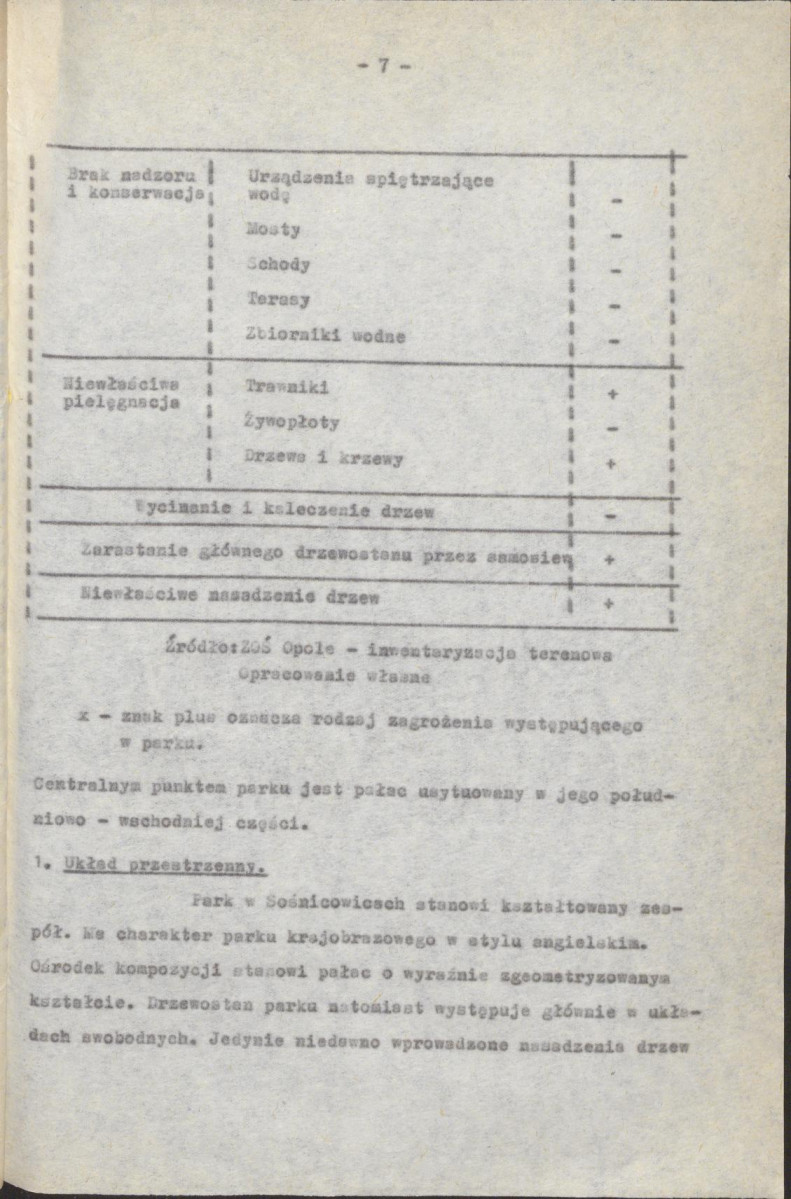 - 7 -
Brak nadzoru Urządzenia spiętrzające
i konserwacja wodę -
Mosty -
Schody -
Terasy -
Zbiorniki wodne -
Niewłaściwa Trawniki +
pielęgnacja
Żywopłoty -
Drzewa i krzewy +
Wycinanie i kaleczenie drzew -
Zarastanie głównego drzewostanu przez samosiew +
Niewłaściwe nasadzenie drzew +
Źródło: ZOŚ Opole - inwentaryzacja terenowa
Opracowanie własne
x - znak plus oznacza rodzaj zagrożenia występującego
w parku.
Centralnym punktem parku jest pałac usytuowany w jego połud-
niowo - wschodniej części.
1. Układ przestrzenny.
Park w Sośnicowicach stanowi kształtowany zes-
pół. Ma charakter parku krajobrazowego w stylu angielskim.
Ośrodek kompozycji stanowi pałac o wyraźnie zgeometryzowanym
kształcie. Drzewostan parku natomiast występuje głównie w ukła-
dach swobodnych. Jedynie niedawno wprowadzone nasadzenia drzew